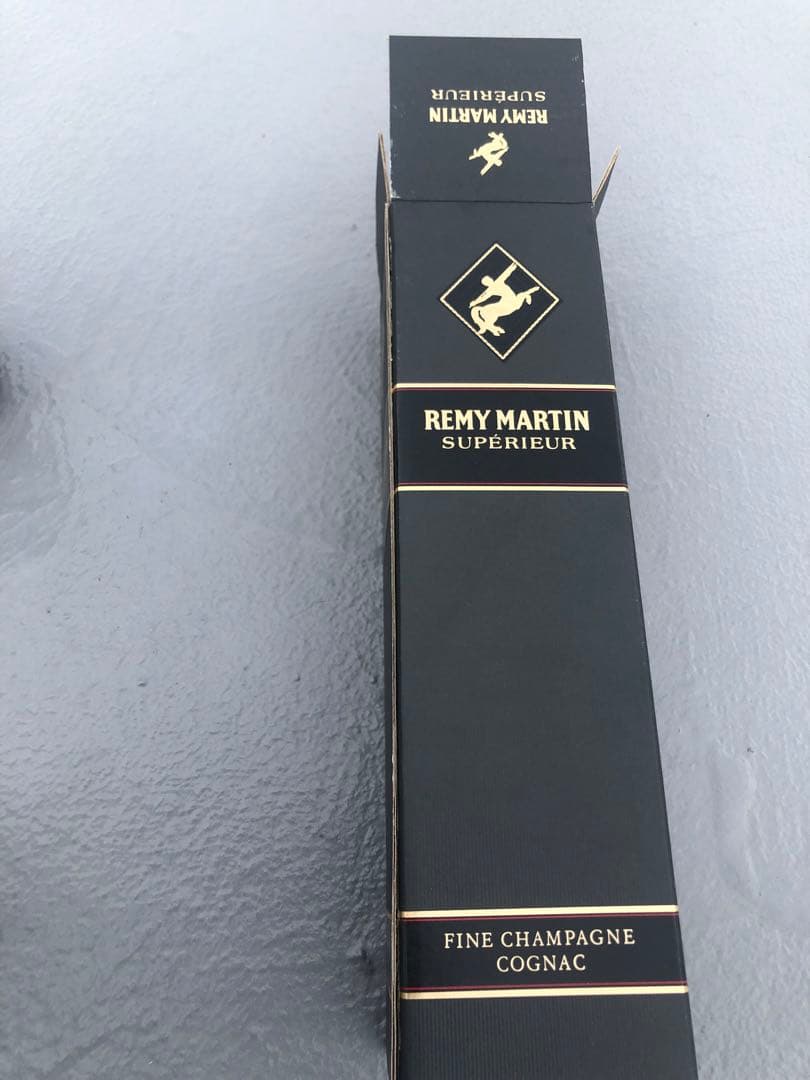 REMY MARTIN
SUPÉRIEUR
REMY MARTIN
SUPÉRIEUR
FINE CHAMPAGNE
COGNAC